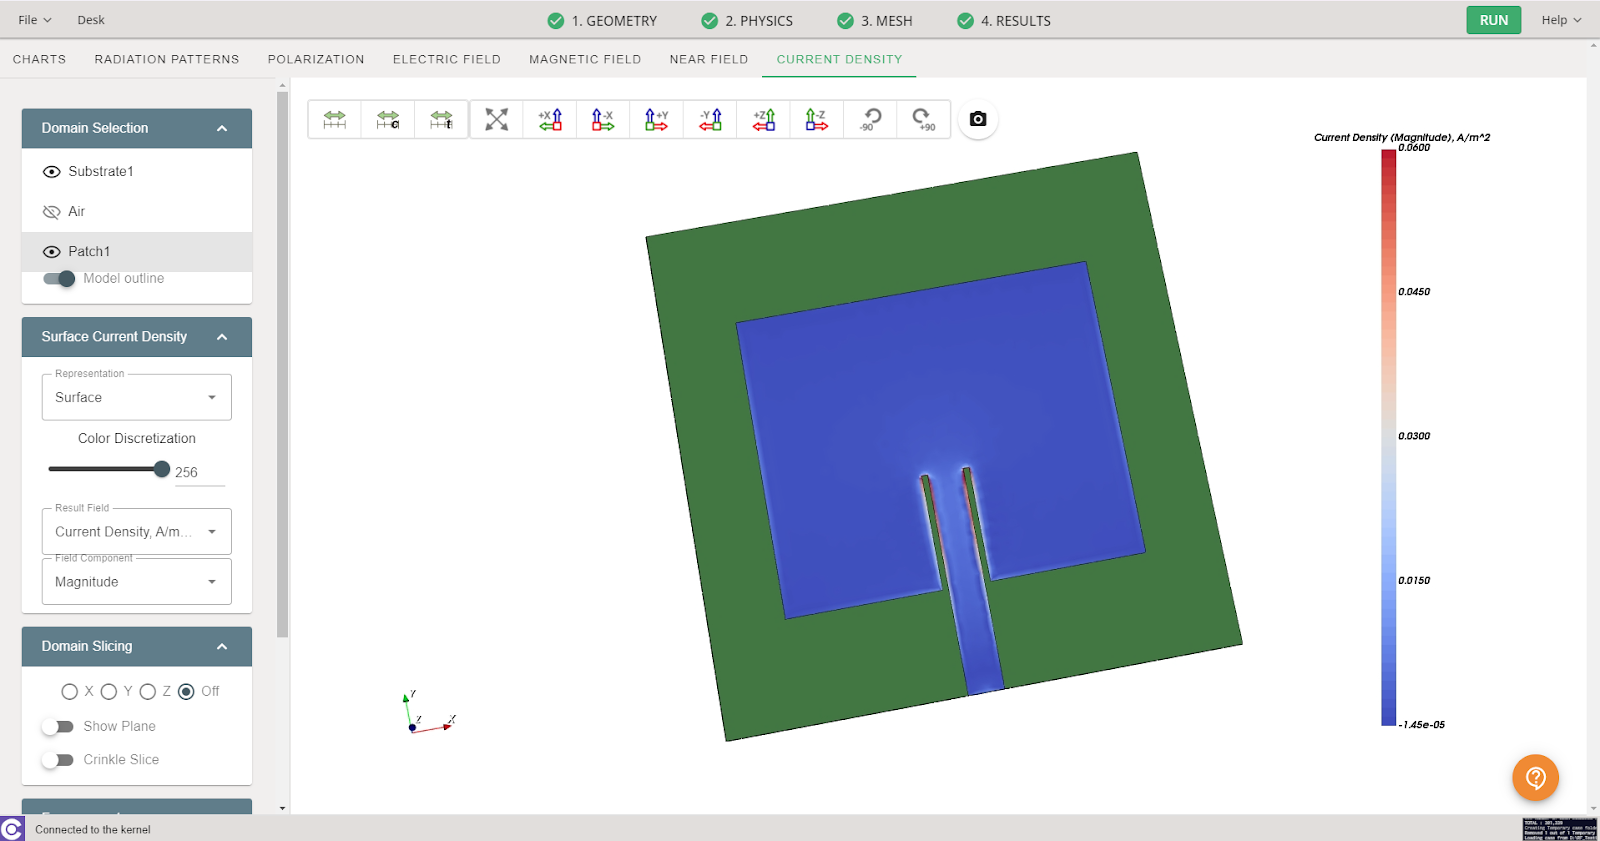 File Desk 1. GEOMETRY 2. PHYSICS 3. MESH 4. RESULTS RUN Help
CHARTS RADIATION PATTERNS POLARIZATION ELECTRIC FIELD MAGNETIC FIELD NEAR FIELD CURRENT DENSITY
Domain Selection
Substrate1
Air
Patch1
Model outline
Surface Current Density
Representation
Surface
Color Discretization
256
Result Field
Current Density, A/m...
Field Component
Magnitude
Domain Slicing
X Y Z Off
Show Plane
Crinkle Slice
c t +X -X +Y -Y +Z -Z -90 +90
Current Density (Magnitude), A/m^2
0.0600
0.0450
0.0300
0.0150
-1.45e-05
Y
Z X
Connected to the kernel